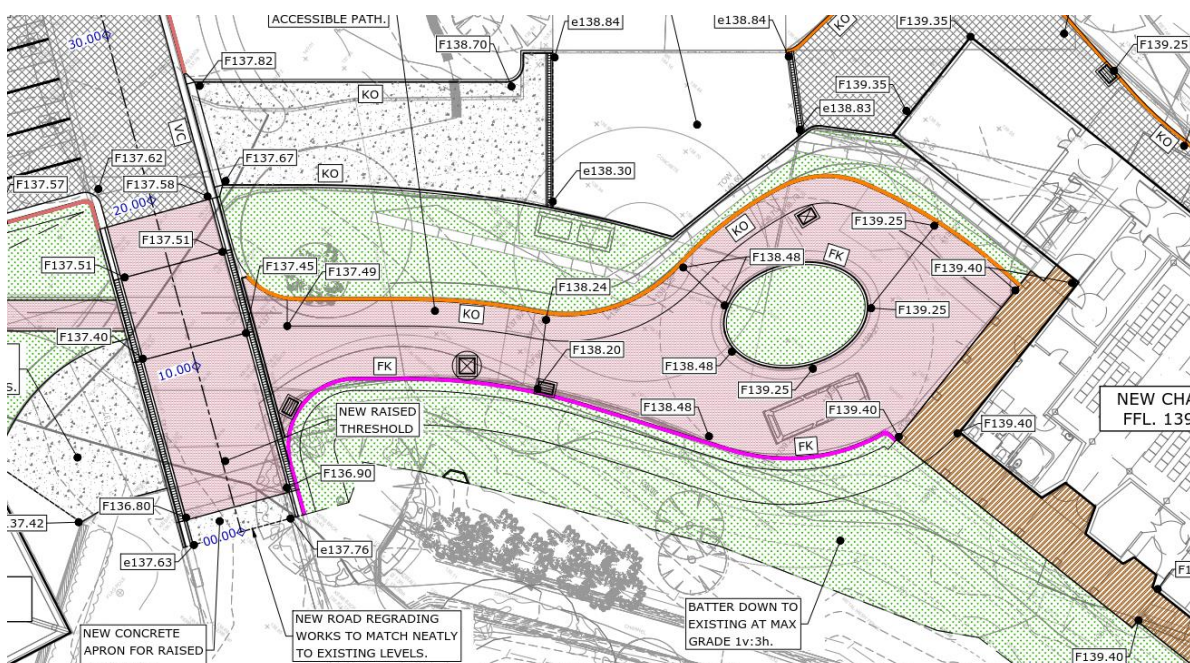 ACCESSIBLE PATH.
e138.84
e138.84
F139.35
30.00
F138.70
F139.25
F137.82
F139.35
KO
e138.83
VC
KO
F137.62
F137.67
KO
F137.57
F137.58
e138.30
20.00
KO
F139.25
F137.51
F138.48
FK
F137.51
F137.45
F137.49
F139.40
F138.24
KO
F139.25
F137.40
F138.20
FK
F138.48
10.00
F139.25
S.
NEW CHA
FFL. 139
NEW RAISED
THRESHOLD
F138.48
F139.40
F139.40
FK
F136.90
F136.80
37.42
00.00
e137.76
e137.63
F1
NEW CONCRETE
APRON FOR RAISED
NEW ROAD REGRADING
WORKS TO MATCH NEATLY
TO EXISTING LEVELS.
BATTER DOWN TO
EXISTING AT MAX
GRADE 1v:3h.
F139.40